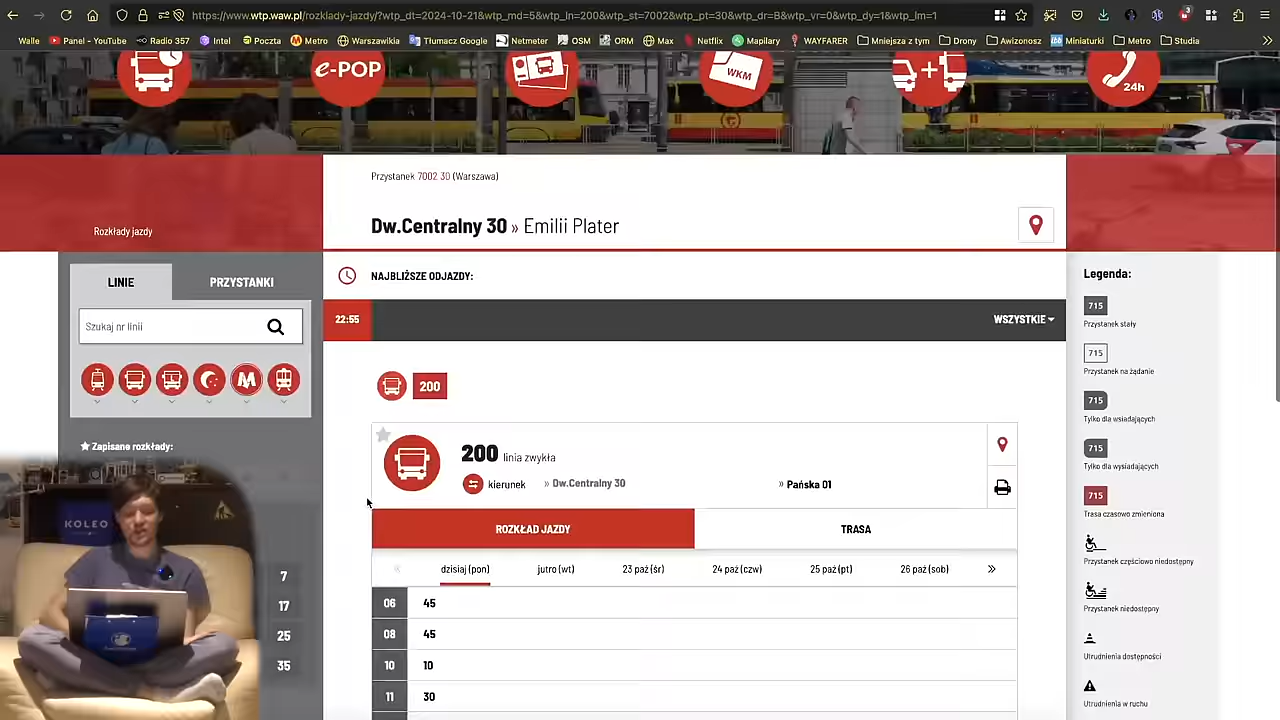 https://www.wtp.waw.pl/rozklady-jazdy/?wtp_dt=2024-10-21&wtp_md=5&wtp_ln=200&wtp_st=7002&wtp_pt=30&wtp_dr=B&wtp_vr=0&wtp_dy=1&wtp_lm=1
3
Walle
Panel - YouTube
Radio 357
Intel
Poczta
Metro
Warszawikia
Tłumacz Google
Netmeter
OSM
ORM
Max
Netflix
Mapilary
WAYFARER
Mniejsza z tym
Drony
Awizonosz
Miniaturki
Metro
Studia
e-POP
WKM
24h
Przystanek 7002 30 (Warszawa)
Rozkłady jazdy
Dw.Centralny 30 » Emilii Plater
LINIE
PRZYSTANKI
Szukaj nr linii
Zapisane rozkłady:
NAJBLIŻSZE ODJAZDY:
22:55
WSZYSTKIE
200
200 linia zwykła
kierunek
» Dw.Centralny 30
» Pańska 01
ROZKŁAD JAZDY
TRASA
«
dzisiaj (pon)
jutro (wt)
23 paź (śr)
24 paź (czw)
25 paź (pt)
26 paź (sob)
»
06 45
08 45
10 10
11 30
KOLEO
7
17
25
35
Legenda:
715
Przystanek stały
715
Przystanek na żądanie
715
Tylko dla wsiadających
715
Tylko dla wysiadających
715
Trasa czasowo zmieniona
Przystanek częściowo niedostępny
Przystanek niedostępny
Utrudnienia dostępności
Utrudnienia w ruchu